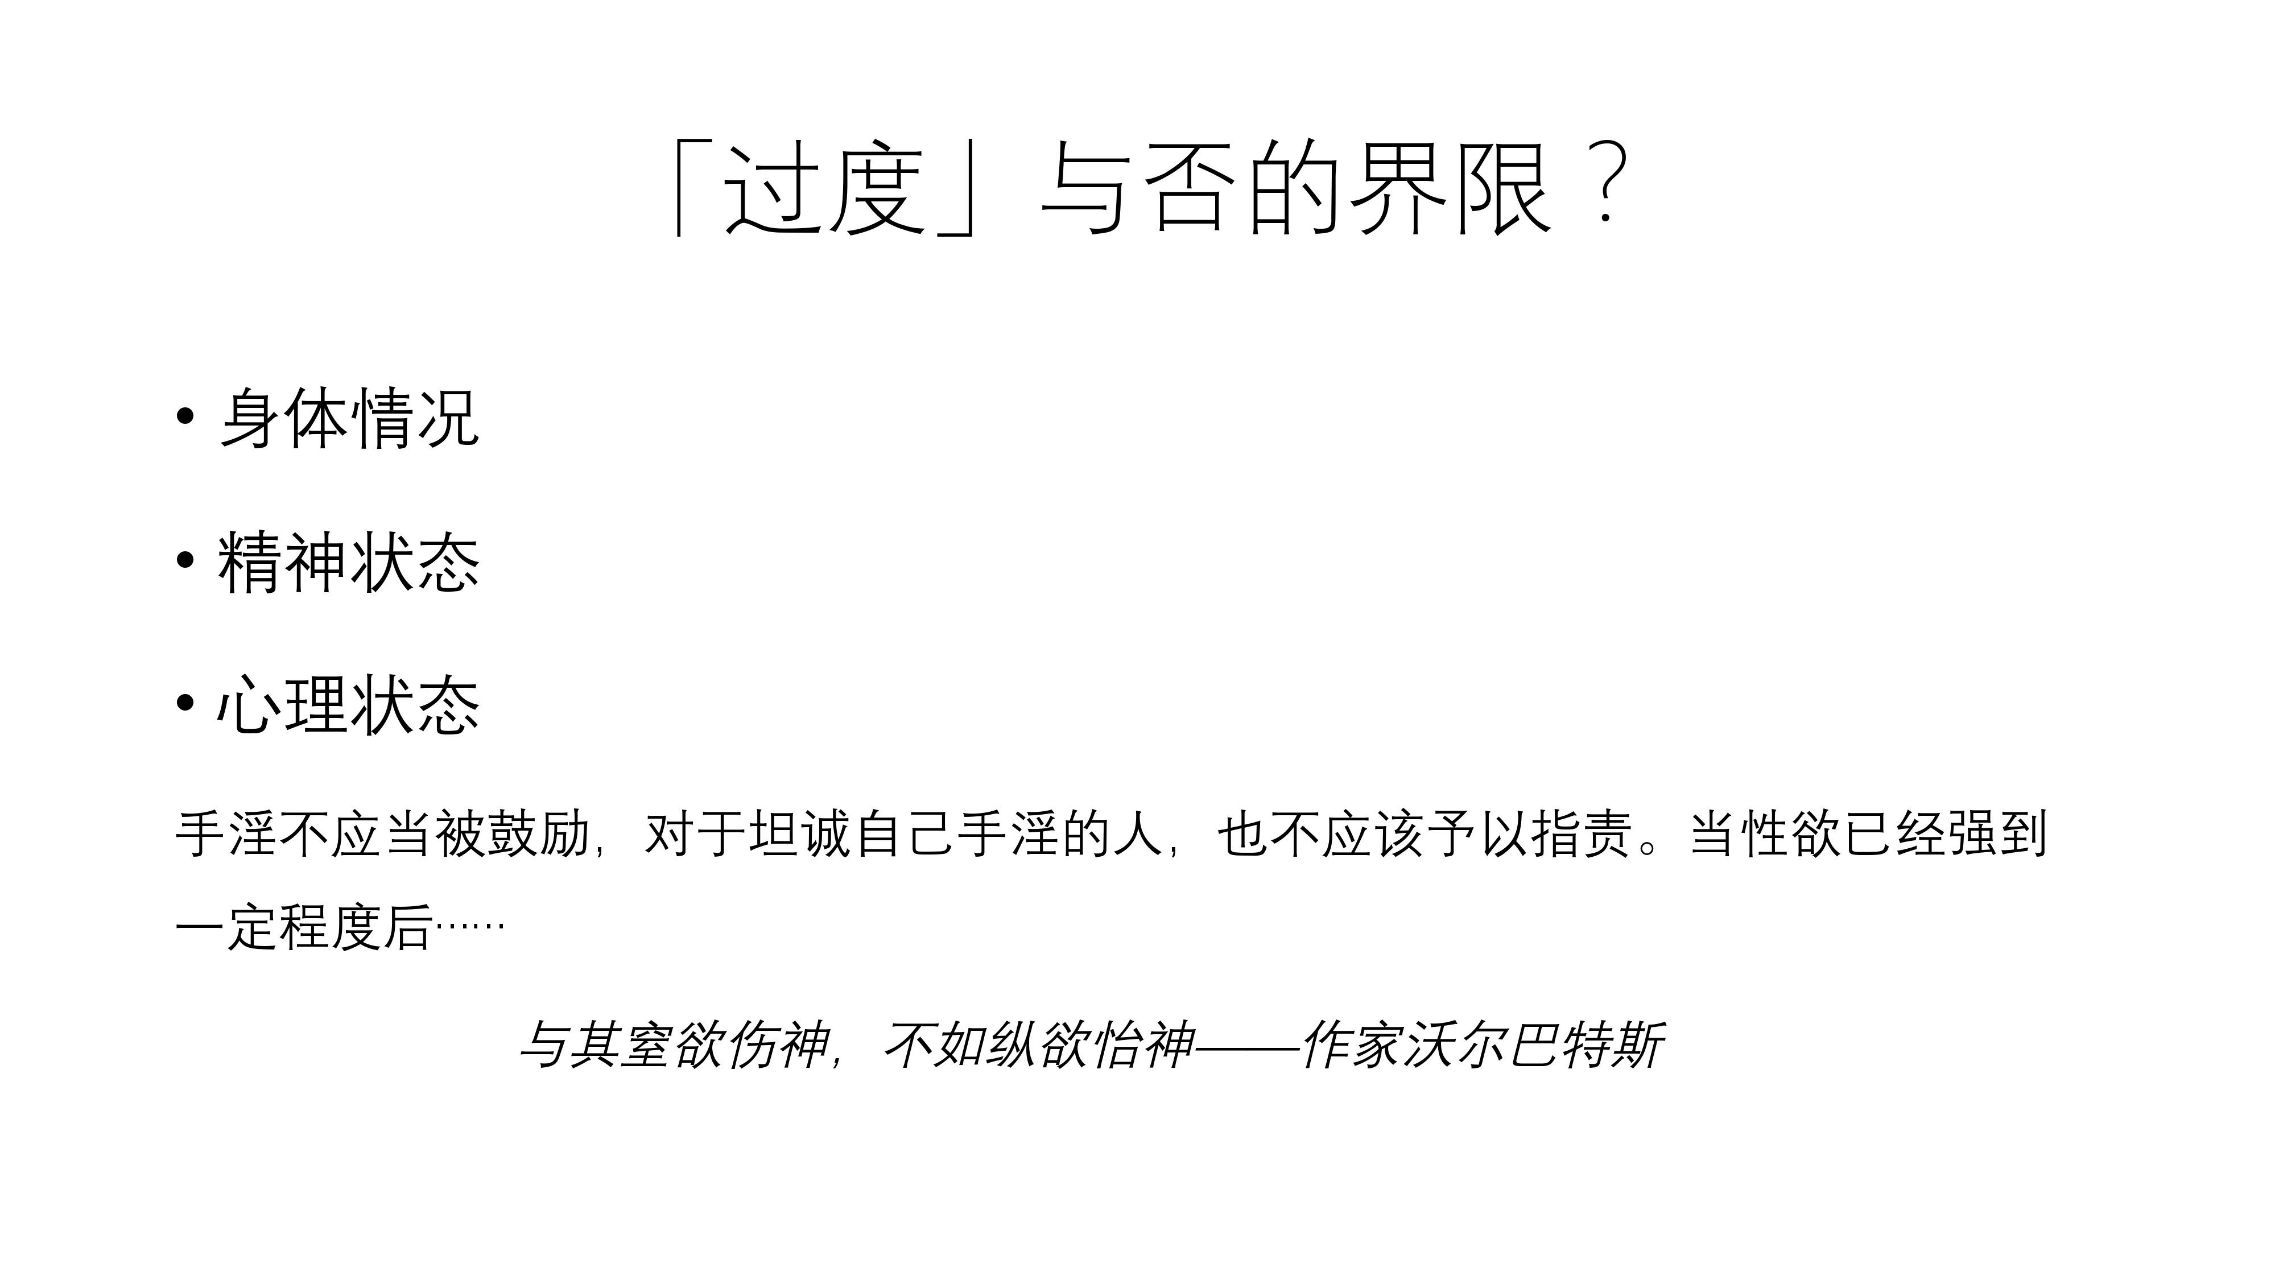 「过度」与否的界限？
• 身体情况
• 精神状态
• 心理状态
手淫不应当被鼓励，对于坦诚自己手淫的人，也不应该予以指责。当性欲已经强到
一定程度后……
与其窒欲伤神，不如纵欲怡神——作家沃尔巴特斯